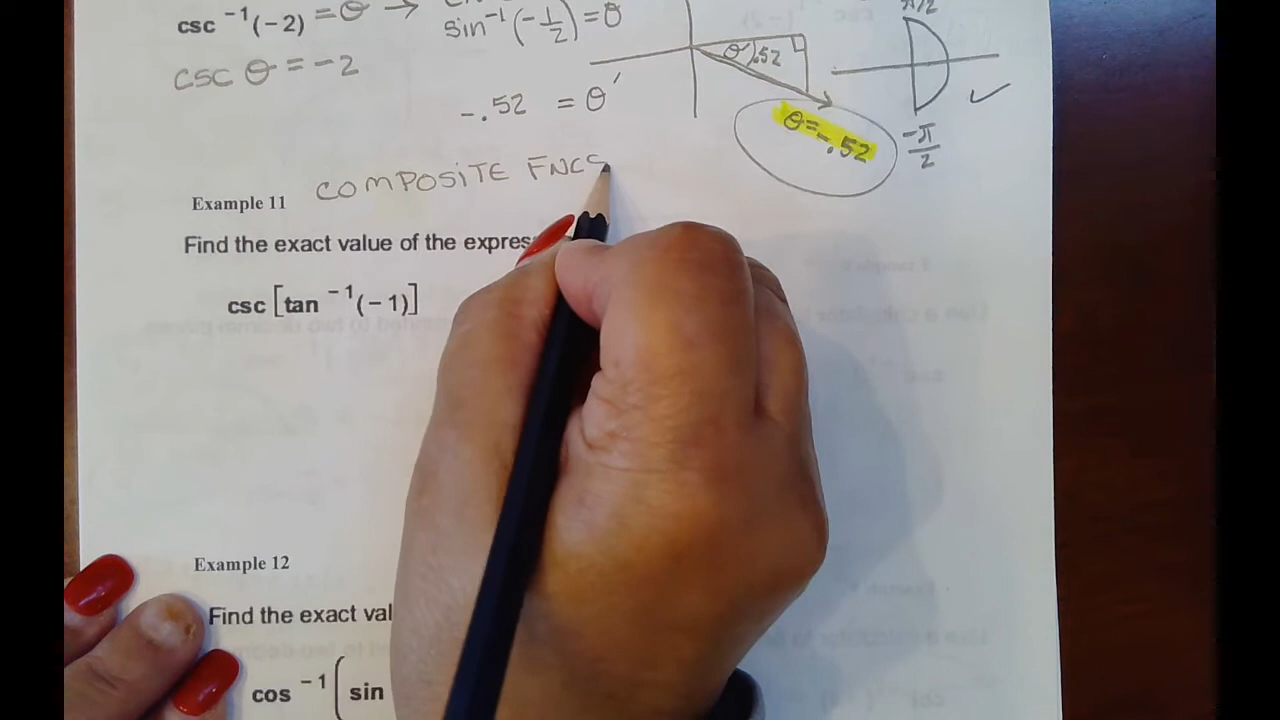 csc ⁻¹(-2) = θ →
sin⁻¹(-½) = θ
csc θ = -2
-.52 = θ′
θ′ .52
θ=-.52
π/2
-π/2
✓
Example 11 COMPOSITE FNCS
Find the exact value of the expres
csc [tan ⁻¹(-1)]
Example 12
Find the exact val
cos ⁻¹(sin